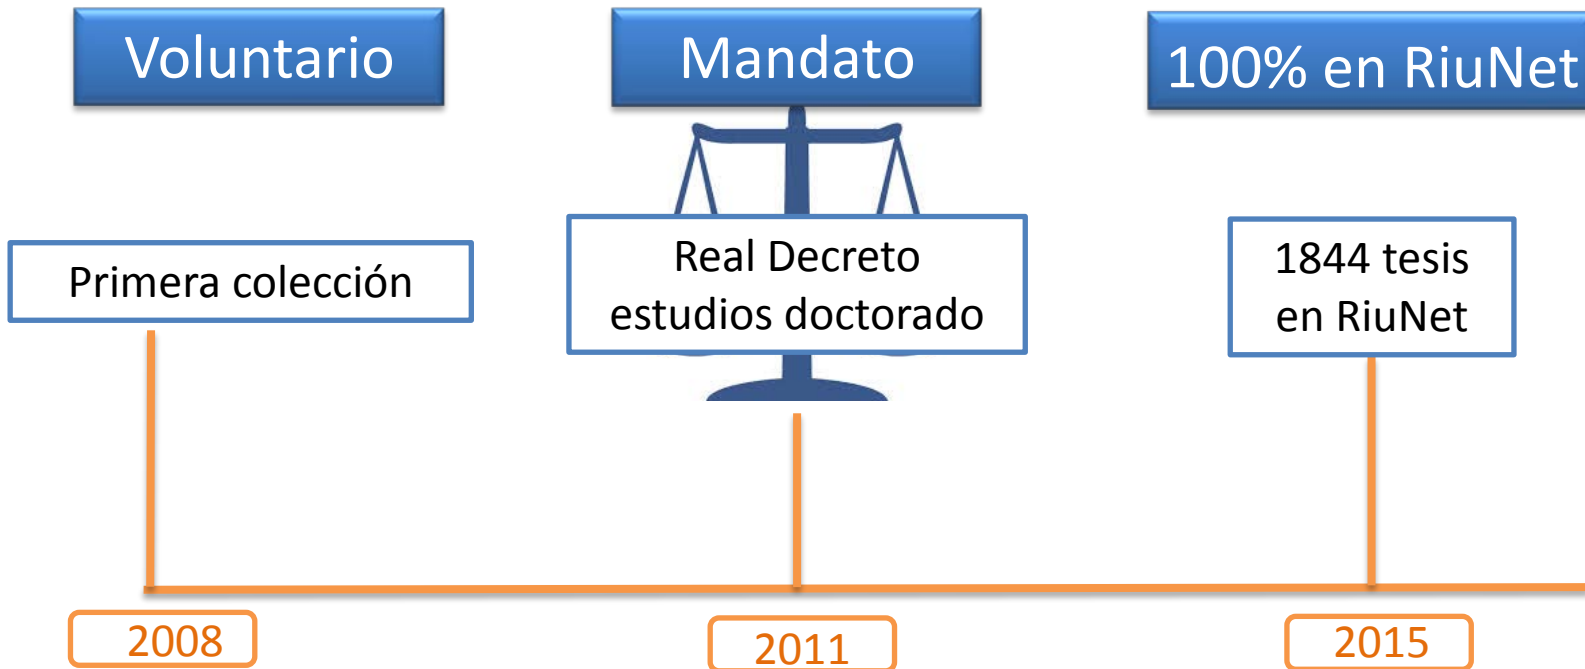 Voluntario
Mandato
100% en RiuNet
Primera colección
Real Decreto
estudios doctorado
1844 tesis
en RiuNet
2008
2011
2015